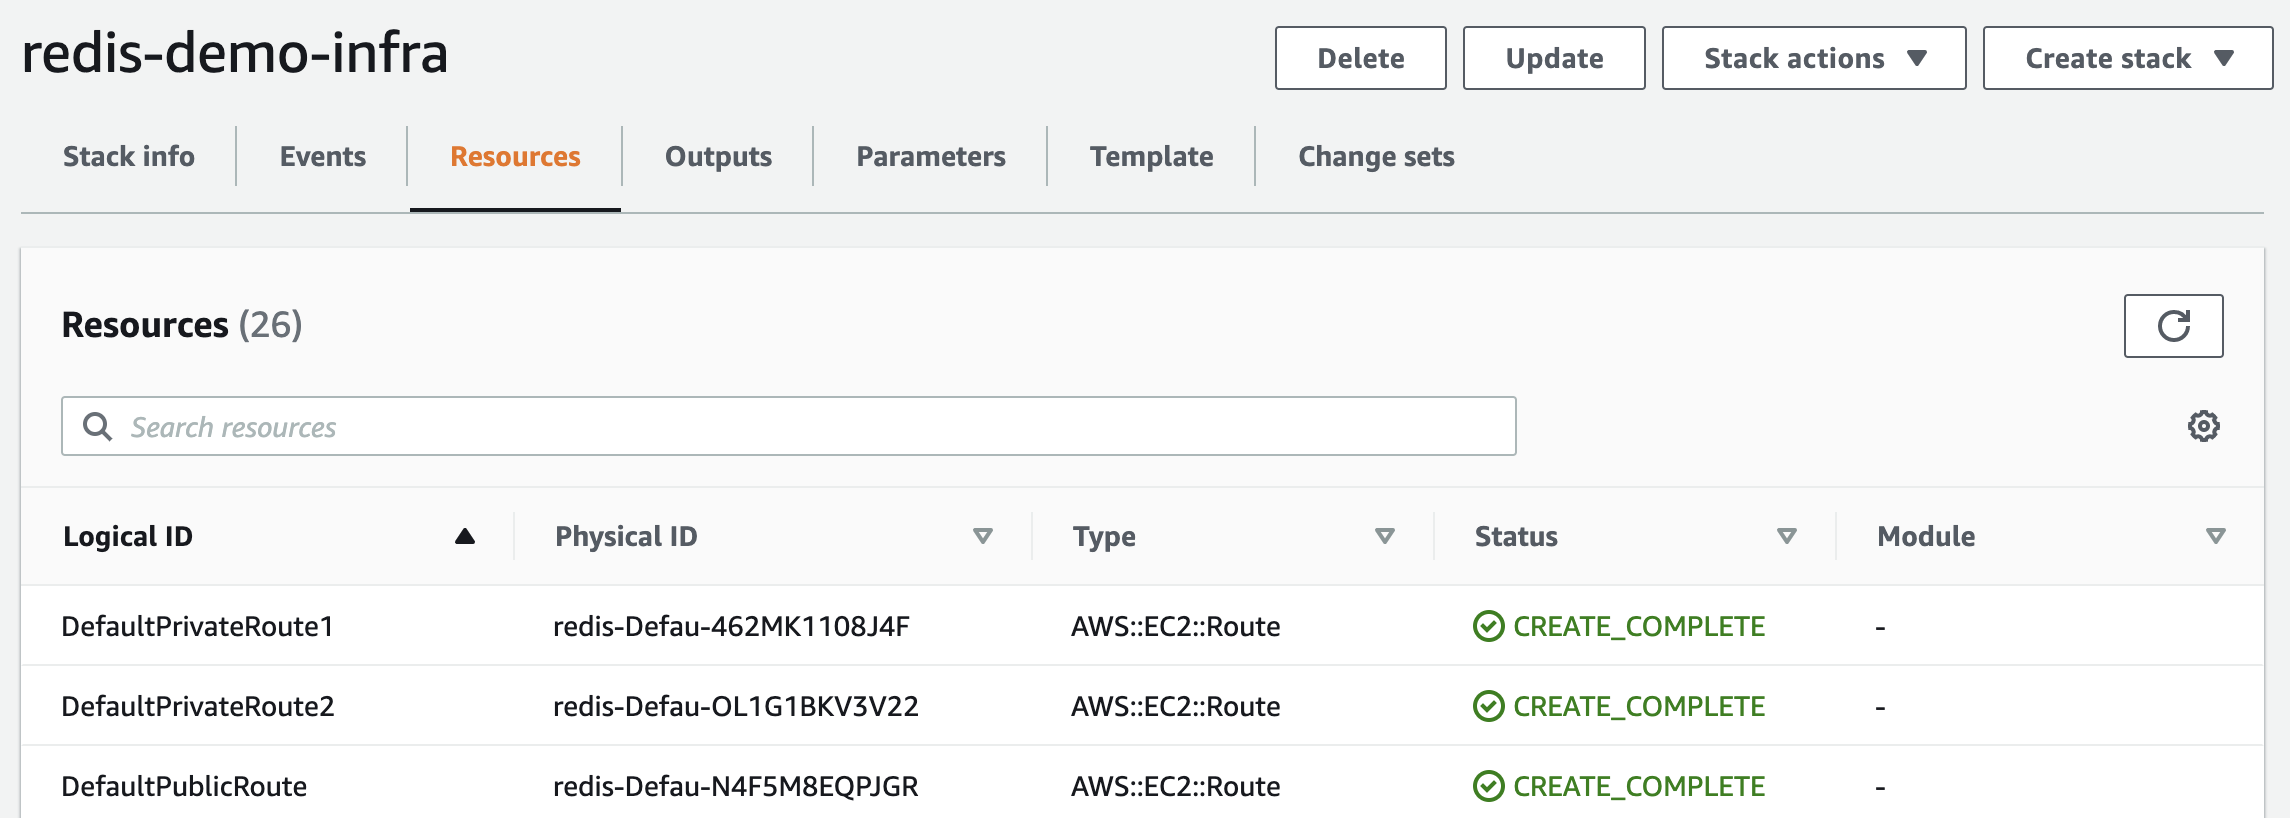 redis-demo-infra
Delete Update Stack actions Create stack
Stack info Events Resources Outputs Parameters Template Change sets
Resources (26)
Search resources
Logical ID Physical ID Type Status Module
DefaultPrivateRoute1 redis-Defau-462MK1108J4F AWS::EC2::Route CREATE_COMPLETE -
DefaultPrivateRoute2 redis-Defau-OL1G1BKV3V22 AWS::EC2::Route CREATE_COMPLETE -
DefaultPublicRoute redis-Defau-N4F5M8EQPJGR AWS::EC2::Route CREATE_COMPLETE -